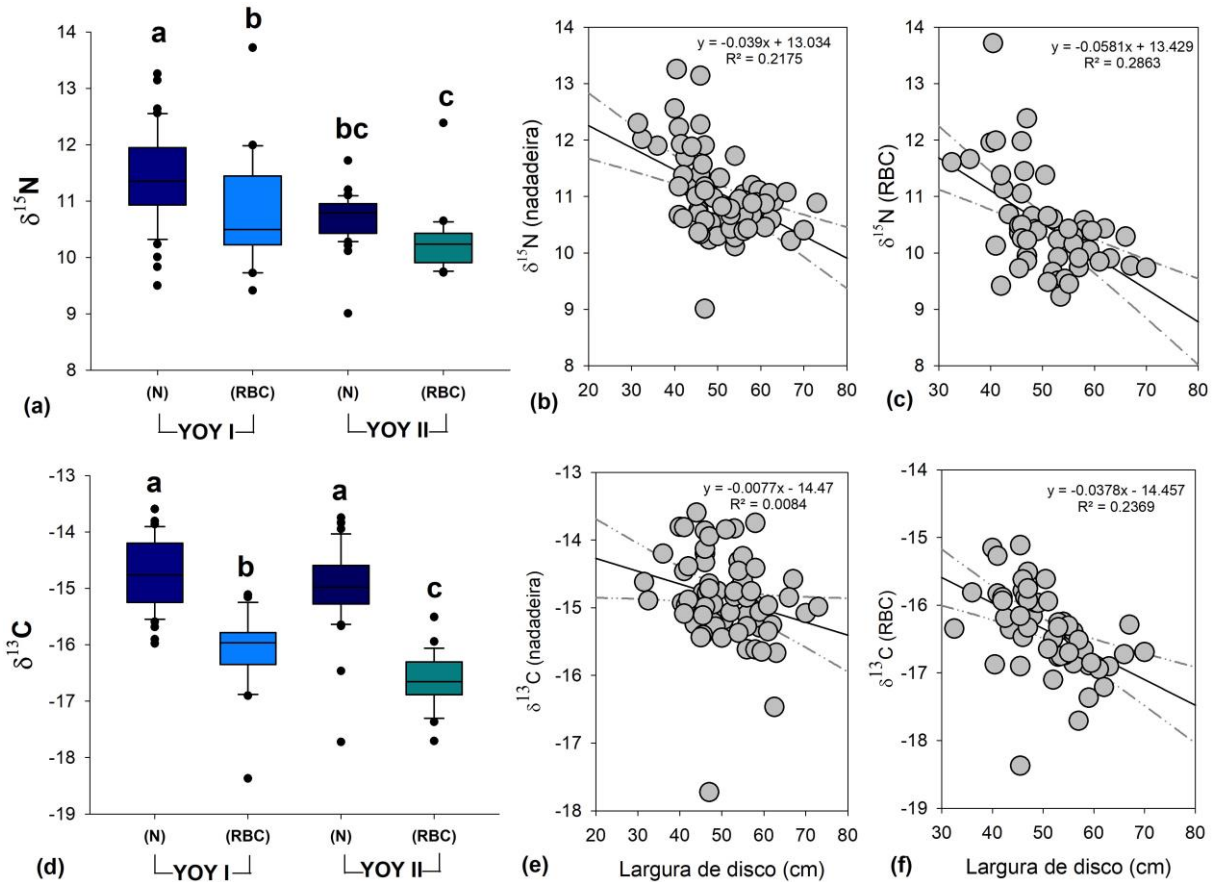 (a)
δ15N
14
13
12
11
10
9
8
a
b
bc
c
(N)
(RBC)
(N)
(RBC)
YOY I
YOY II
(b)
δ15N (nadadeira)
14
13
12
11
10
9
8
y = -0.039x + 13.034
R² = 0.2175
20
30
40
50
60
70
80
(c)
δ15N (RBC)
14
13
12
11
10
9
8
y = -0.0581x + 13.429
R² = 0.2863
30
40
50
60
70
80
(d)
δ13C
-13
-14
-15
-16
-17
-18
-19
a
b
a
c
(N)
(RBC)
(N)
(RBC)
YOY I
YOY II
(e)
δ13C (nadadeira)
-13
-14
-15
-16
-17
-18
y = -0.0077x - 14.47
R² = 0.0084
20
30
40
50
60
70
80
Largura de disco (cm)
(f)
δ13C (RBC)
-14
-15
-16
-17
-18
-19
y = -0.0378x - 14.457
R² = 0.2369
30
40
50
60
70
80
Largura de disco (cm)